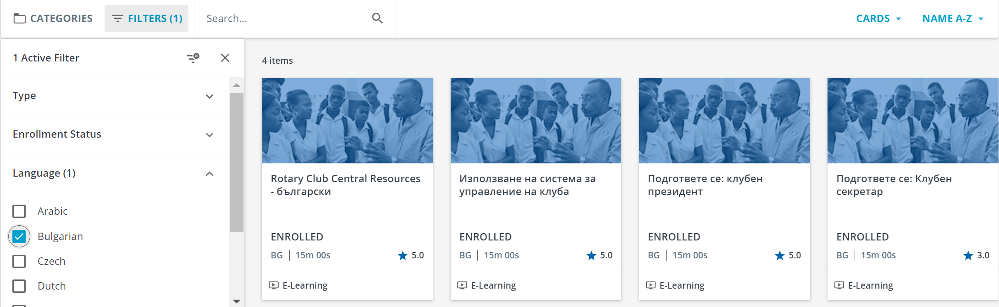 CATEGORIES
FILTERS (1)
Search...
CARDS
NAME A-Z
1 Active Filter
Type
Enrollment Status
Language (1)
Arabic
Bulgarian
Czech
Dutch
4 items
Rotary Club Central Resources
- български
ENROLLED
BG | 15m 00s
5.0
E-Learning
Използване на система за
управление на клуба
ENROLLED
BG | 15m 00s
5.0
E-Learning
Подгответе се: клубен
президент
ENROLLED
BG | 15m 00s
5.0
E-Learning
Подгответе се: Клубен
секретар
ENROLLED
BG | 15m 00s
3.0
E-Learning